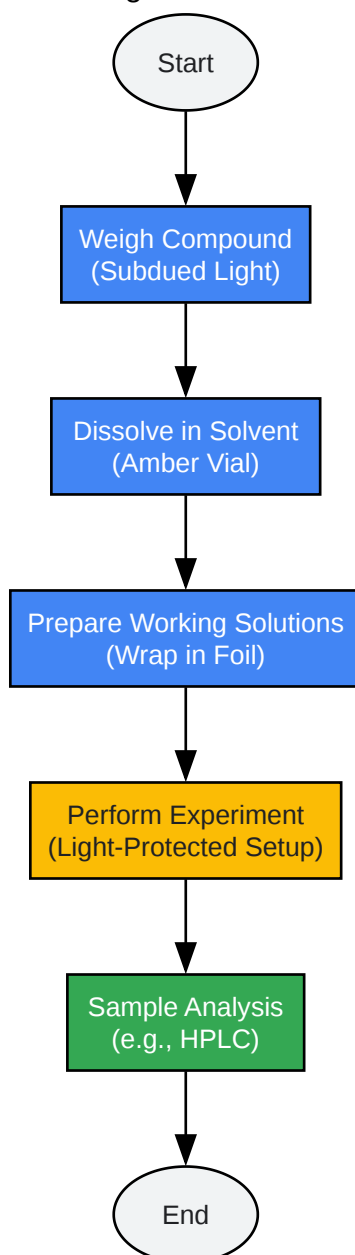 Start
Weigh Compound
(Subdued Light)
Dissolve in Solvent
(Amber Vial)
Prepare Working Solutions
(Wrap in Foil)
Perform Experiment
(Light-Protected Setup)
Sample Analysis
(e.g., HPLC)
End